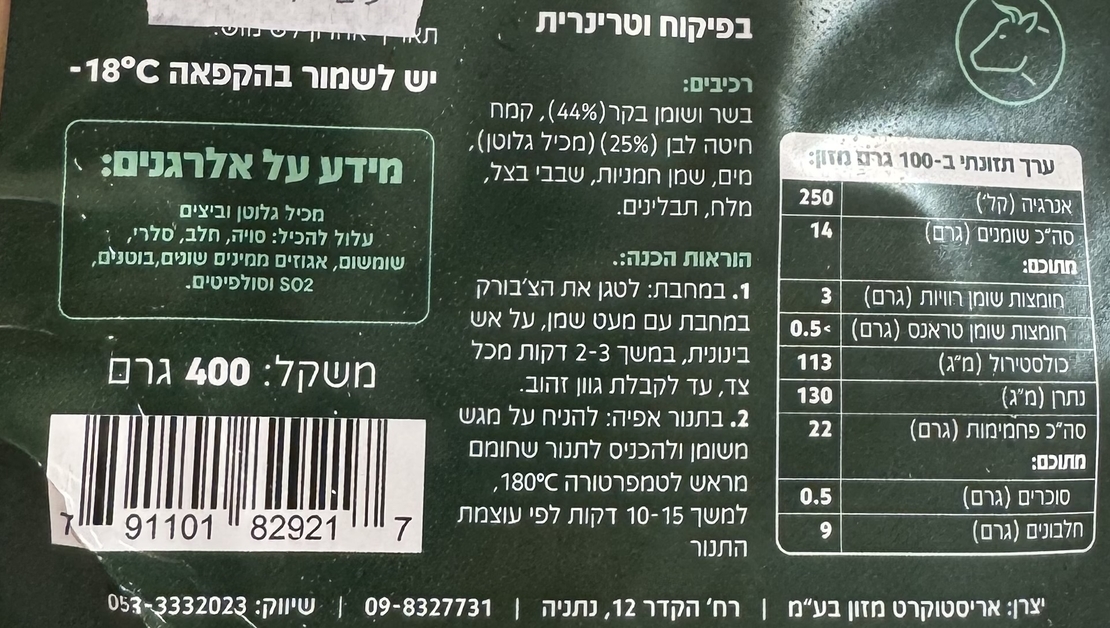 תאריך אחרון לשימוש:
יש לשמור בהקפאה -18°C
מידע על אלרגנים:
מכיל גלוטן וביצים
עלול להכיל: סויה, חלב, סלרי,
שומשום, אגוזים ממינים שונים,בוטנים,
SO2 וסולפיטים.
משקל: 400 גרם
7 91101 82921 7
בפיקוח וטרינרית
רכיבים:
בשר ושומן בקר(44%), קמח
חיטה לבן (25%) (מכיל גלוטן),
מים, שמן חמניות, שבבי בצל,
מלח, תבלינים.
הוראות הכנה:.
1. במחבת: לטגן את הצ'בורק
במחבת עם מעט שמן, על אש
בינונית, במשך 2-3 דקות מכל
צד, עד לקבלת גוון זהוב.
2. בתנור אפיה: להניח על מגש
משומן ולהכניס לתנור שחומם
מראש לטמפרטורה 180°C,
למשך 10-15 דקות לפי עוצמת
התנור
ערך תזונתי ב-100 גרם מזון:
אנרגיה (קל') 250
סה"כ שומנים (גרם) 14
מתוכם:
חומצות שומן רוויות (גרם) 3
חומצות שומן טראנס (גרם) <0.5
כולסטירול (מ"ג) 113
נתרן (מ"ג) 130
סה"כ פחמימות (גרם) 22
מתוכם:
סוכרים (גרם) 0.5
חלבונים (גרם) 9
יצרן: אריסטוקרט מזון בע"מ | רח' הקדר 12, נתניה | 09-8327731 | שיווק: 053-3332023